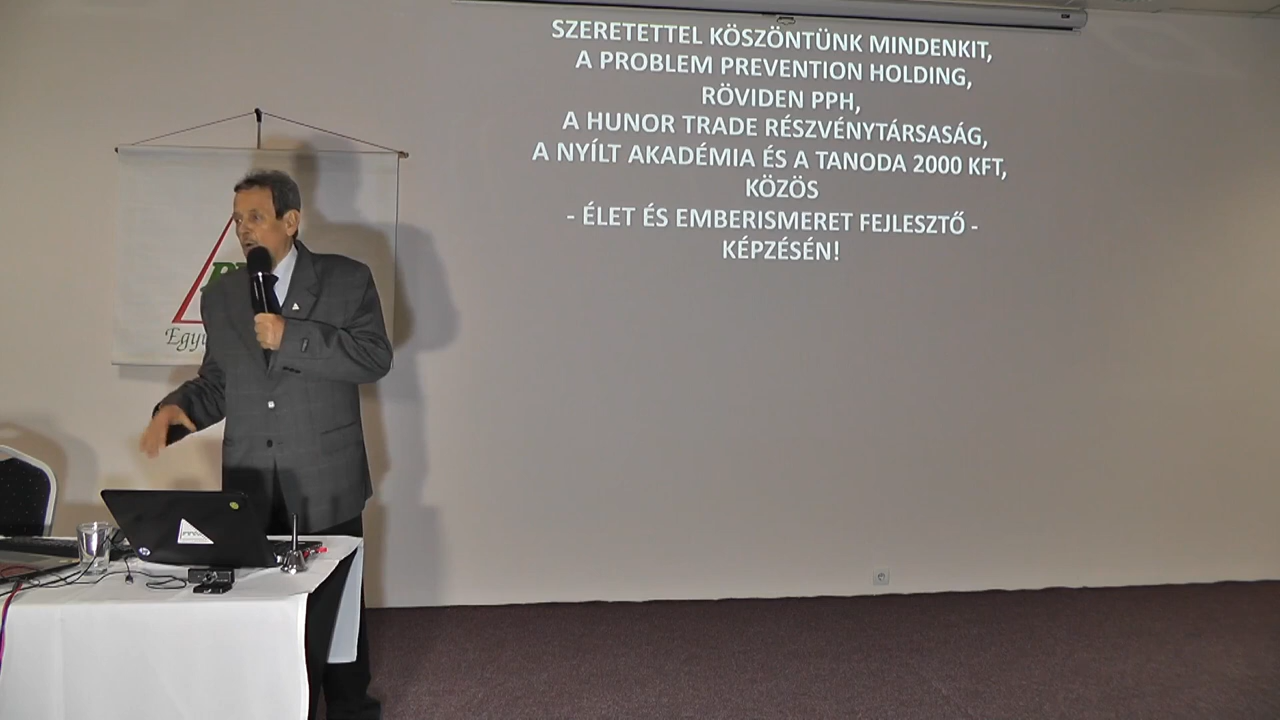 SZERETETTEL KÖSZÖNTÜNK MINDENKIT,
A PROBLEM PREVENTION HOLDING,
RÖVIDEN PPH,
A HUNOR TRADE RÉSZVÉNYTÁRSASÁG,
A NYÍLT AKADÉMIA ÉS A TANODA 2000 KFT,
KÖZÖS
- ÉLET ÉS EMBERISMERET FEJLESZTŐ -
KÉPZÉSÉN!